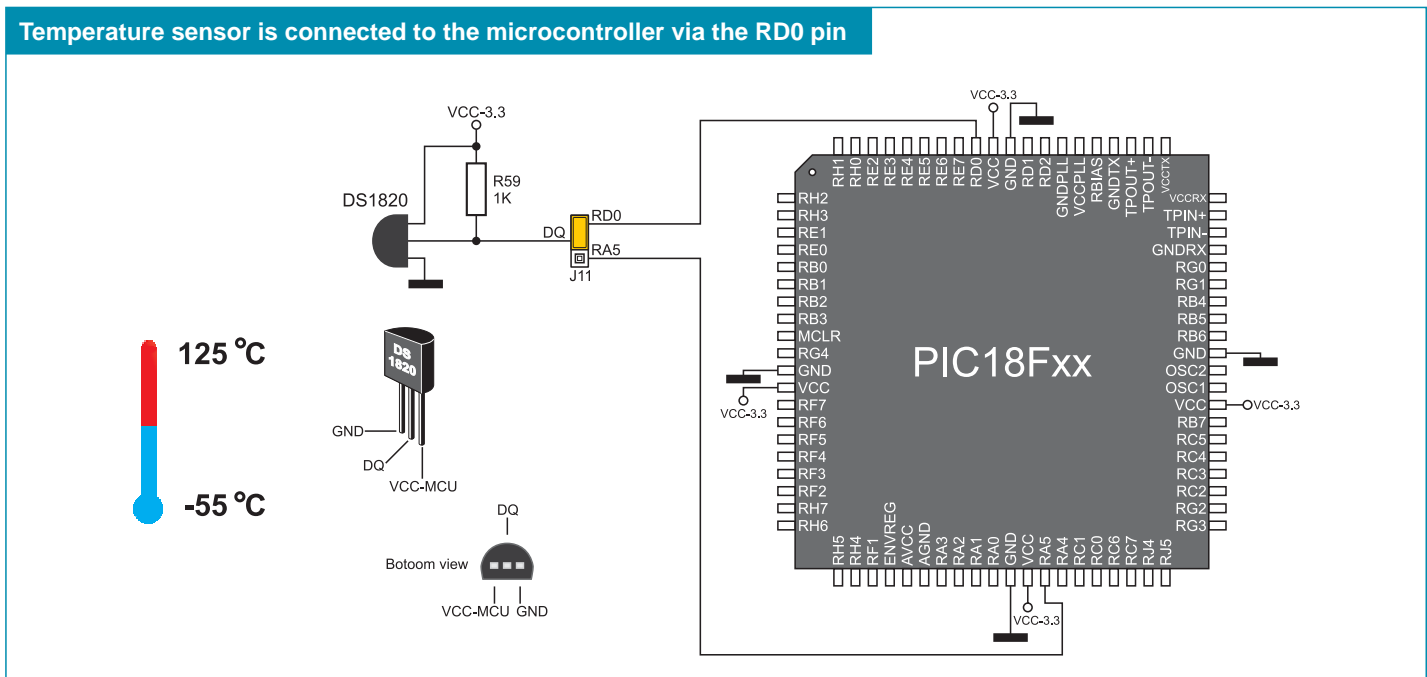 Temperature sensor is connected to the microcontroller via the RD0 pin
VCC-3.3
R59
1K
DS1820
DQ
RD0
RA5
J11
125 °C
-55 °C
DS
1820
GND
DQ
VCC-MCU
DQ
Botoom view
VCC-MCU GND
VCC-3.3
RH1
RH0
RE2
RE3
RE4
RE5
RE6
RE7
RD0
VCC
GND
RD1
RD2
GNDPLL
VCCPLL
RBIAS
GNDTX
TPOUT+
TPOUT-
VCCTX
RH2
RH3
RE1
RE0
RB0
RB1
RB2
RB3
MCLR
RG4
GND
VCC
RF7
RF6
RF5
RF4
RF3
RF2
RH7
RH6
VCC-3.3
PIC18Fxx
VCCRX
TPIN+
TPIN-
GNDRX
RG0
RG1
RB4
RB5
RB6
GND
OSC2
OSC1
VCC
RB7
RC5
RC4
RC3
RC2
RG2
RG3
VCC-3.3
RH5
RH4
RF1
ENVREG
AVCC
AGND
RA3
RA2
RA1
RA0
GND
VCC
RA5
RA4
RC1
RC0
RC6
RC7
RJ4
RJ5
VCC-3.3